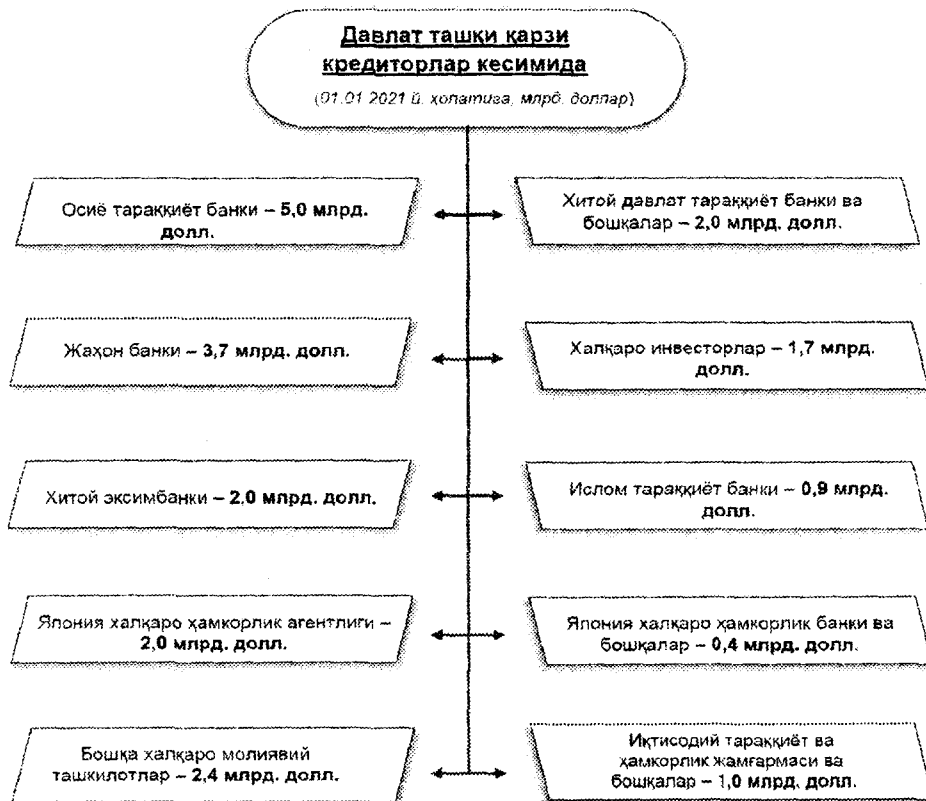 Давлат ташқи қарзи
кредиторлар кесимида
(01.01 2021 й. ҳолатига, млрд. доллар)
Осиё тараққиёт банки – 5,0 млрд.
долл.
Хитой давлат тараққиёт банки ва
бошқалар – 2,0 млрд. долл.
Жаҳон банки – 3,7 млрд. долл.
Халқаро инвесторлар – 1,7 млрд.
долл.
Хитой эксимбанки – 2,0 млрд. долл.
Ислом тараққиёт банки – 0,9 млрд.
долл.
Япония халқаро ҳамкорлик агентлиги –
2,0 млрд. долл.
Япония халқаро ҳамкорлик банки ва
бошқалар – 0,4 млрд. долл.
Бошқа халқаро молиявий
ташкилотлар – 2,4 млрд. долл.
Иқтисодий тараққиёт ва
ҳамкорлик жамғармаси ва
бошқалар – 1,0 млрд. долл.